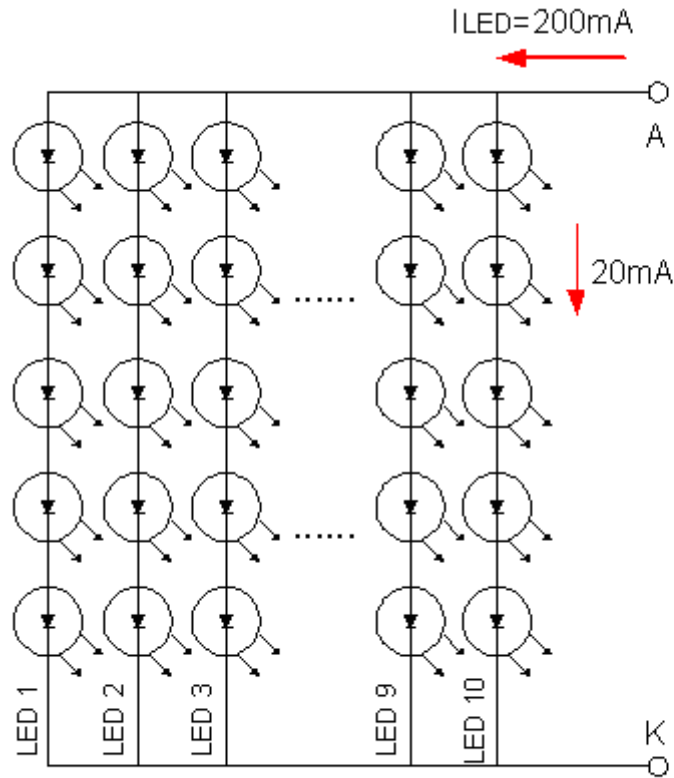 ILED=200mA
A
20mA
......
......
LED 1
LED 2
LED 3
LED 9
LED 10
K